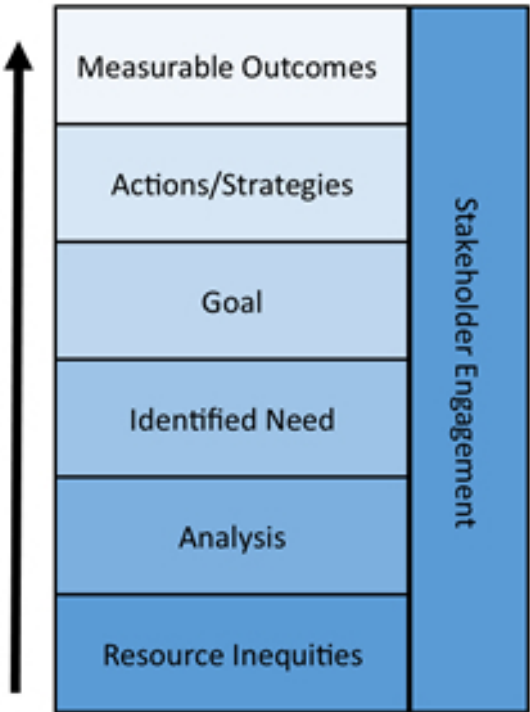 Measurable Outcomes
Actions/Strategies
Goal
Identified Need
Analysis
Resource Inequities
Stakeholder Engagement